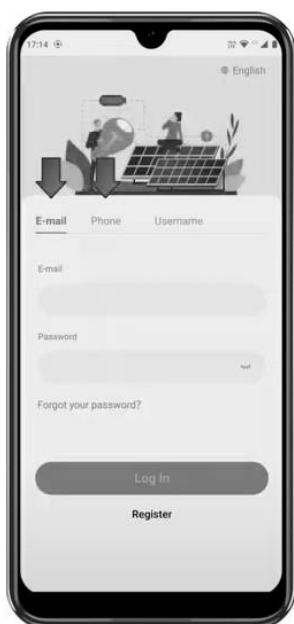 17:14
English
E-mail Phone Username
E-mail
Password
Forgot your password?
Log In
Register